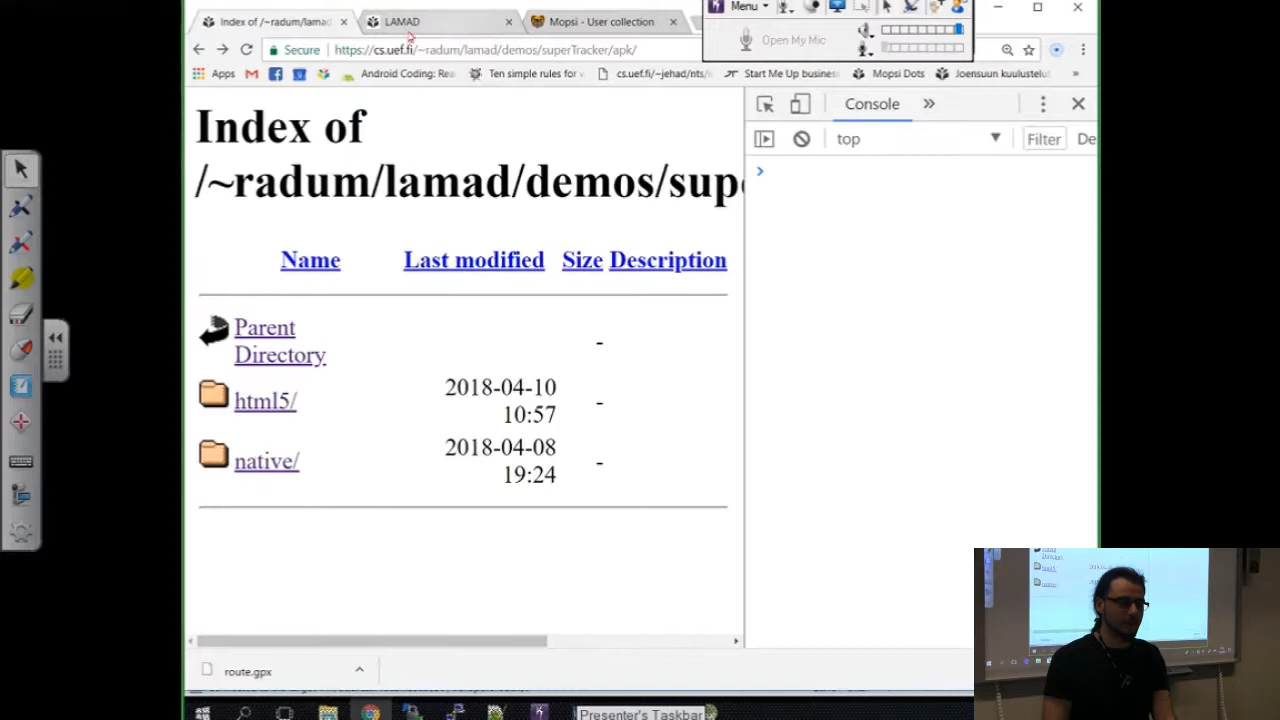 Index of /~radum/lamad
LAMAD
Mopsi - User collection
Menu
Open My Mic
Secure
https://cs.uef.fi/~radum/lamad/demos/superTracker/apk/
Apps
Android Coding: Rea
Ten simple rules for
cs.uef.fi/~jehad/nts/
Start Me Up business
Mopsi Dots
Joensuun kuulustelut
»
Index of
/~radum/lamad/demos/supe
Console »
top
Filter
De
Name Last modified Size Description
Parent
Directory
-
html5/
2018-04-10
10:57
-
native/
2018-04-08
19:24
-
route.gpx
Presenter's Taskbar